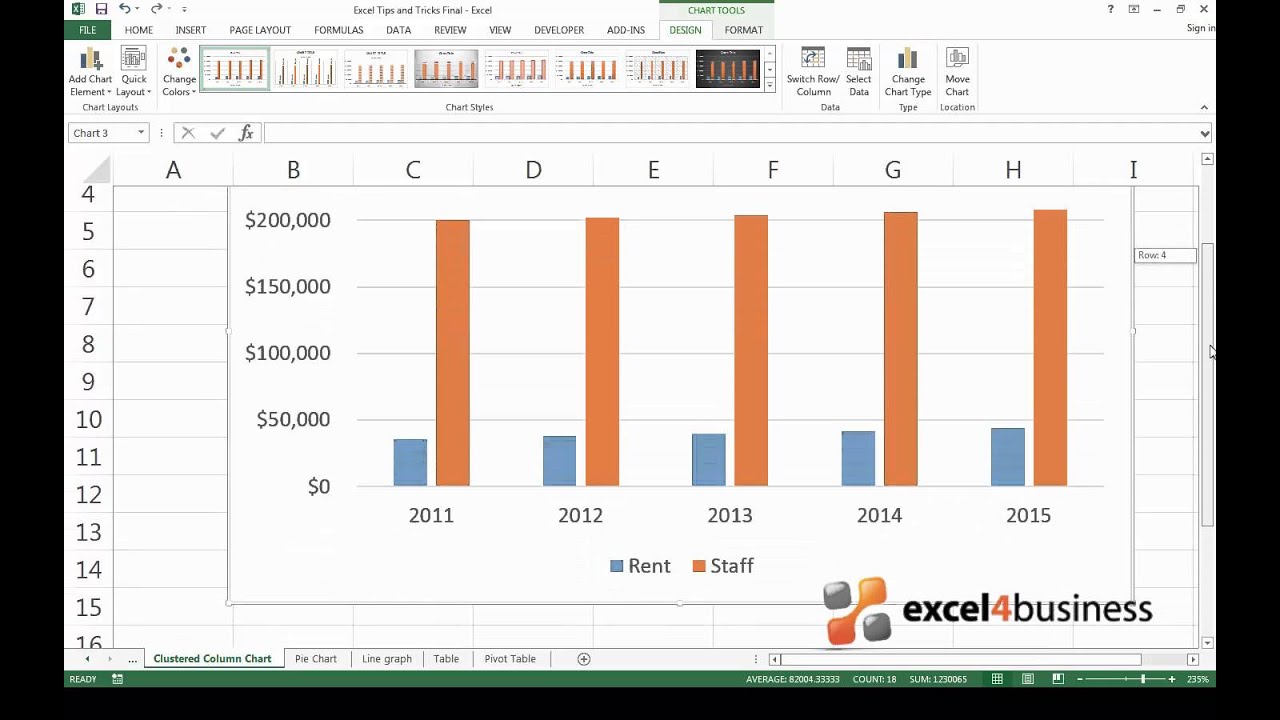 Excel Tips and Tricks Final - Excel
CHART TOOLS
?
Sign in
FILE HOME INSERT PAGE LAYOUT FORMULAS DATA REVIEW VIEW DEVELOPER ADD-INS DESIGN FORMAT
Add Chart Element
Quick Layout
Change Colors
Switch Row/ Column
Select Data
Change Chart Type
Move Chart
Chart Layouts
Chart Styles
Data
Type
Location
Chart 3
fx
A B C D E F G H I
4
5
6
7
8
9
10
11
12
13
14
15
16
$200,000
$150,000
$100,000
$50,000
$0
2011 2012 2013 2014 2015
Rent Staff
Row: 4
excel4business
... Clustered Column Chart Pie Chart Line graph Table Pivot Table
READY AVERAGE: 82004.33333 COUNT: 18 SUM: 1230065 235%